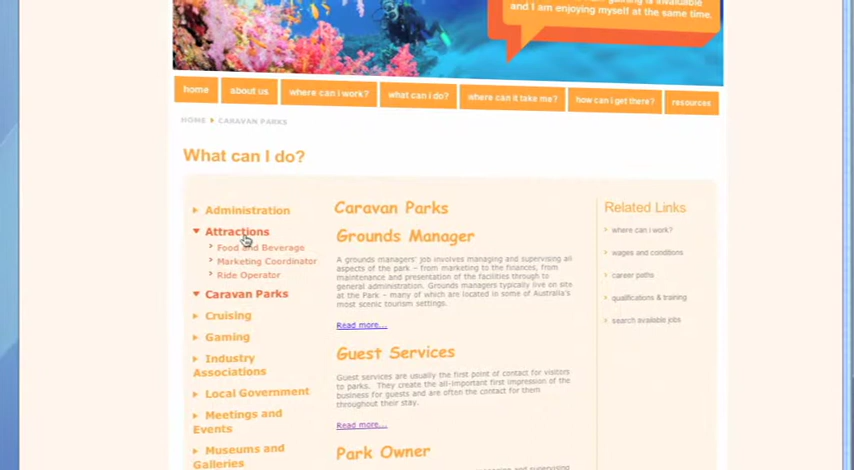 and I am enjoying myself at the same time.
home
about us
where can i work?
what can i do?
where can it take me?
how can i get there?
resources
HOME
CARAVAN PARKS
What can I do?
Administration
Attractions
Food and Beverage
Marketing Coordinator
Ride Operator
Caravan Parks
Cruising
Gaming
Industry
Associations
Local Government
Meetings and
Events
Museums and
Galleries
Caravan Parks
Grounds Manager
A grounds managers' job involves managing and supervising all
aspects of the park – from marketing to the finances, from
maintenance and presentation of the facilities through to
general administration. Grounds managers typically live on site
at the Park – many of which are located in some of Australia's
most scenic tourism settings.
Read more...
Guest Services
Guest services are usually the first point of contact for visitors
to parks. They create the all-important first impression of the
business for guests and are often the contact for them
throughout their stay.
Read more...
Park Owner
Related Links
where can i work?
wages and conditions
career paths
qualifications & training
search available jobs